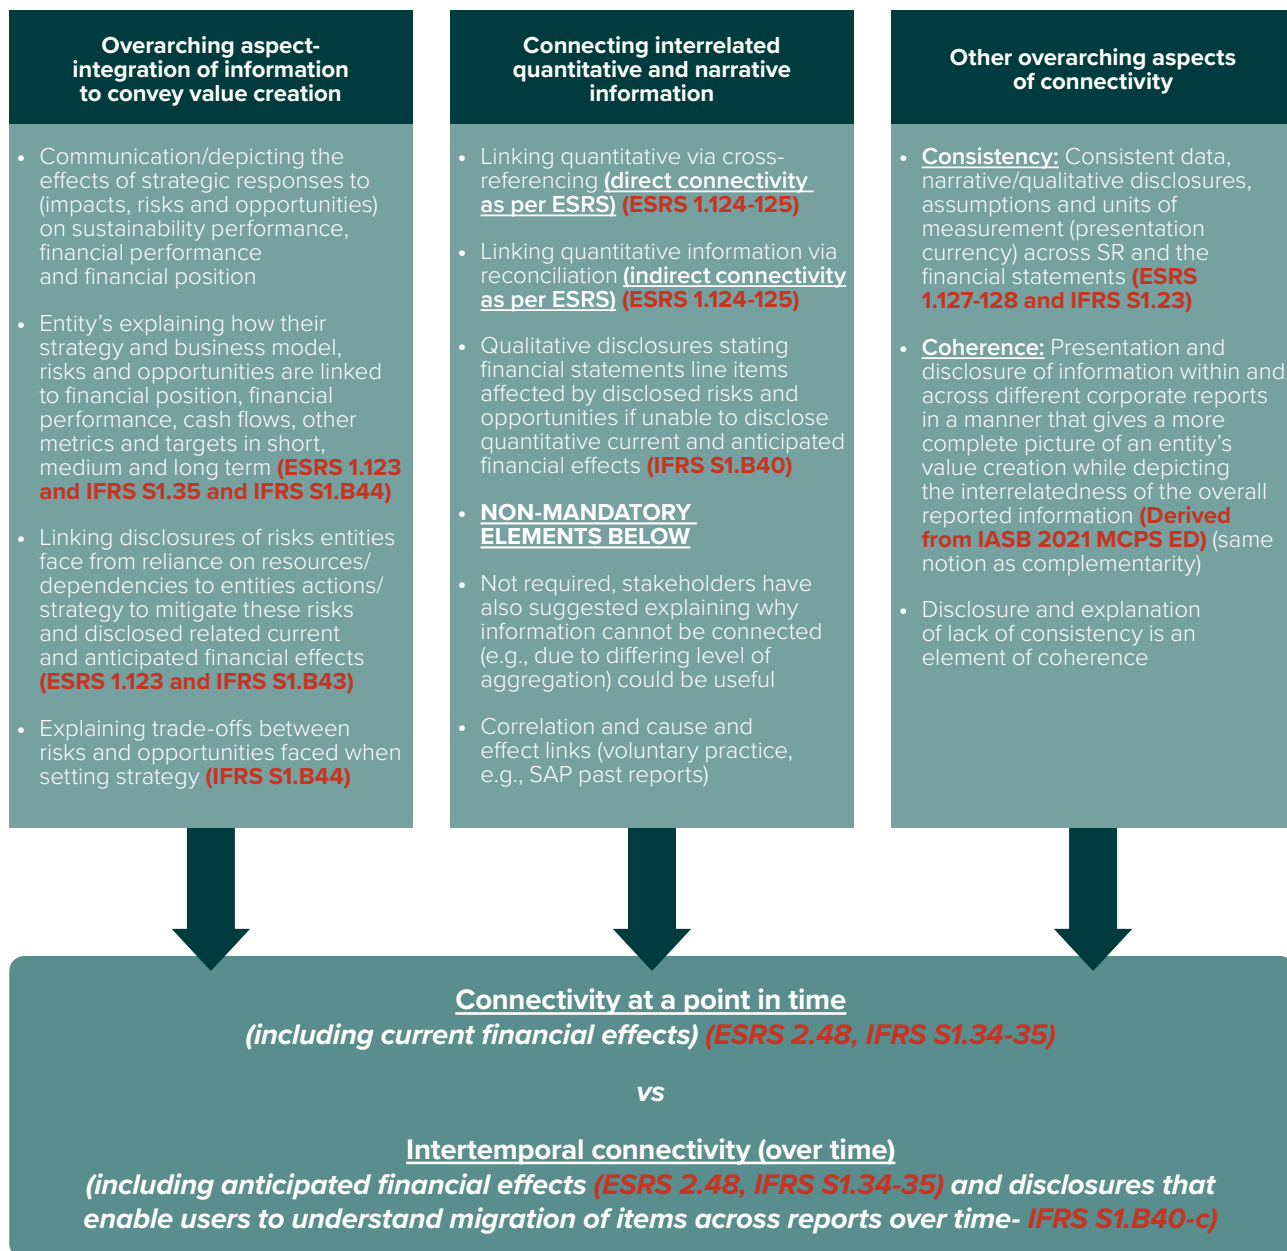 Overarching aspect-
integration of information
to convey value creation
• Communication/depicting the
effects of strategic responses to
(impacts, risks and opportunities)
on sustainability performance,
financial performance
and financial position
• Entity’s explaining how their
strategy and business model,
risks and opportunities are linked
to financial position, financial
performance, cash flows, other
metrics and targets in short,
medium and long term (ESRS 1.123
and IFRS S1.35 and IFRS S1.B44)
• Linking disclosures of risks entities
face from reliance on resources/
dependencies to entities actions/
strategy to mitigate these risks
and disclosed related current
and anticipated financial effects
(ESRS 1.123 and IFRS S1.B43)
• Explaining trade-offs between
risks and opportunities faced when
setting strategy (IFRS S1.B44)
Connecting interrelated
quantitative and narrative
information
• Linking quantitative via cross-
referencing (direct connectivity
as per ESRS) (ESRS 1.124-125)
• Linking quantitative information via
reconciliation (indirect connectivity
as per ESRS) (ESRS 1.124-125)
• Qualitative disclosures stating
financial statements line items
affected by disclosed risks and
opportunities if unable to disclose
quantitative current and anticipated
financial effects (IFRS S1.B40)
• NON-MANDATORY
ELEMENTS BELOW
• Not required, stakeholders have
also suggested explaining why
information cannot be connected
(e.g., due to differing level of
aggregation) could be useful
• Correlation and cause and
effect links (voluntary practice,
e.g., SAP past reports)
Other overarching aspects
of connectivity
• Consistency: Consistent data,
narrative/qualitative disclosures,
assumptions and units of
measurement (presentation
currency) across SR and the
financial statements (ESRS
1.127-128 and IFRS S1.23)
• Coherence: Presentation and
disclosure of information within and
across different corporate reports
in a manner that gives a more
complete picture of an entity’s
value creation while depicting
the interrelatedness of the overall
reported information (Derived
from IASB 2021 MCPS ED) (same
notion as complementarity)
• Disclosure and explanation
of lack of consistency is an
element of coherence
Connectivity at a point in time
(including current financial effects) (ESRS 2.48, IFRS S1.34-35)
vs
Intertemporal connectivity (over time)
(including anticipated financial effects (ESRS 2.48, IFRS S1.34-35) and disclosures that
enable users to understand migration of items across reports over time- IFRS S1.B40-c)